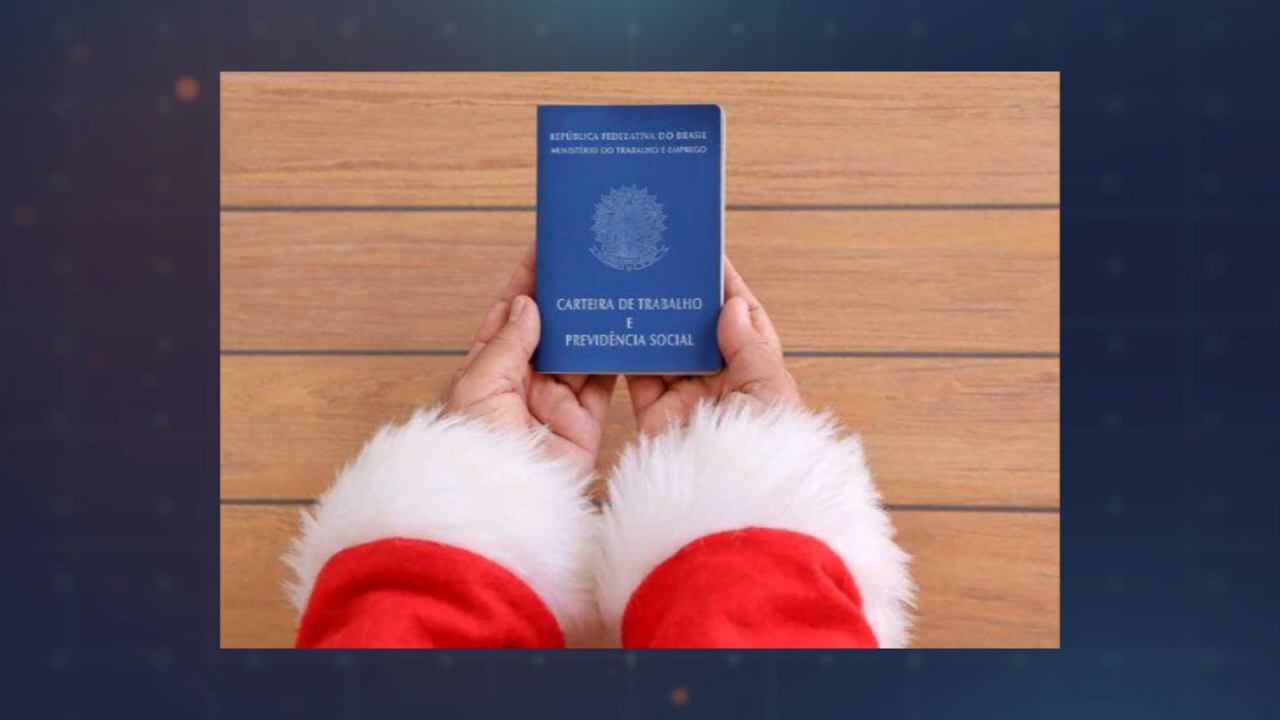 REPÚBLICA FEDERATIVA DO BRASIL
MINISTÉRIO DO TRABALHO E EMPREGO
CARTEIRA DE TRABALHO
E
PREVIDÊNCIA SOCIAL